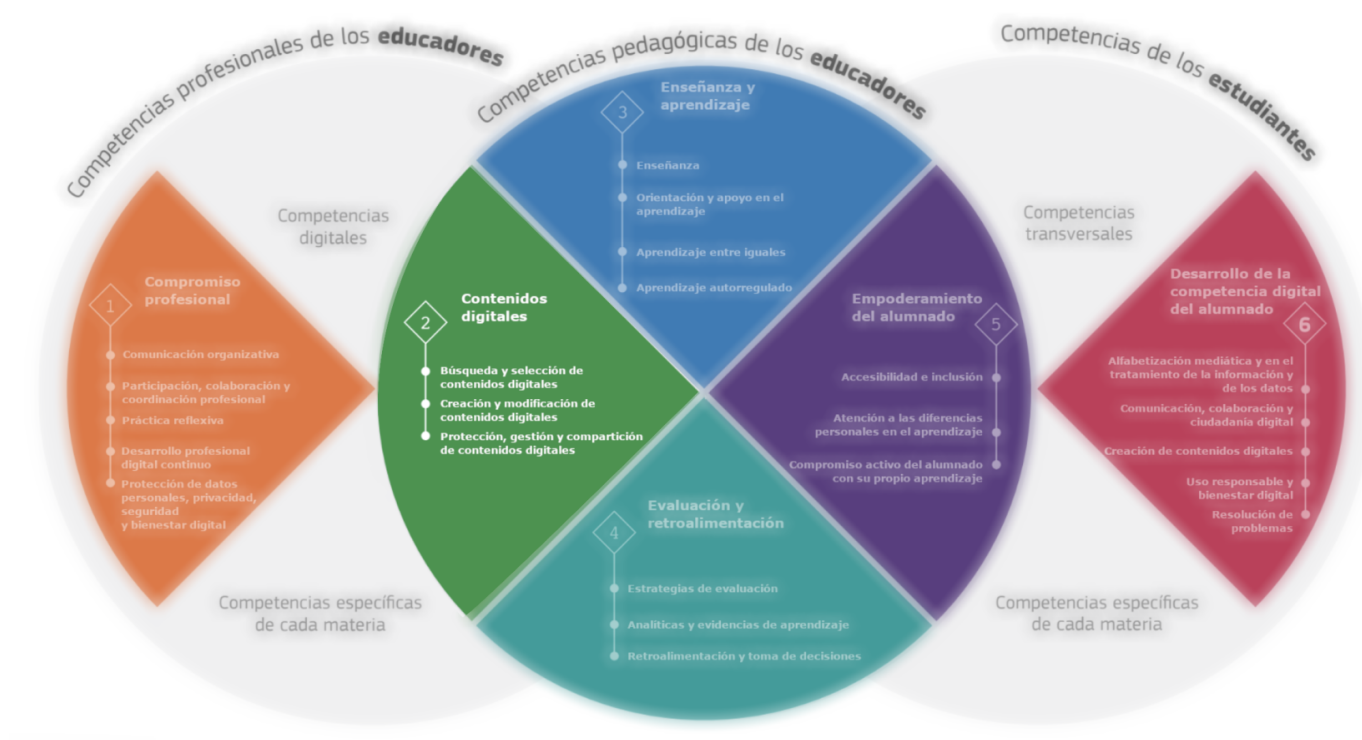 Competencias profesionales de los educadores
Competencias pedagógicas de los educadores
Competencias de los estudiantes
Competencias
digitales
1
Compromiso
profesional
Comunicación organizativa
Participación, colaboración y
coordinación profesional
Práctica reflexiva
Desarrollo profesional
digital continuo
Protección de datos
personales, privacidad,
seguridad
y bienestar digital
Competencias específicas
de cada materia
2
Contenidos
digitales
Búsqueda y selección de
contenidos digitales
Creación y modificación de
contenidos digitales
Protección, gestión y compartición
de contenidos digitales
3
Enseñanza y
aprendizaje
Enseñanza
Orientación y apoyo en el
aprendizaje
Aprendizaje entre iguales
Aprendizaje autorregulado
4
Evaluación y
retroalimentación
Estrategias de evaluación
Analíticas y evidencias de aprendizaje
Retroalimentación y toma de decisiones
Empoderamiento
del alumnado
5
Accesibilidad e inclusión
Atención a las diferencias
personales en el aprendizaje
Compromiso activo del alumnado
con su propio aprendizaje
Competencias
transversales
Desarrollo de la
competencia digital
del alumnado
6
Alfabetización mediática y en el
tratamiento de la información y
de los datos
Comunicación, colaboración y
ciudadanía digital
Creación de contenidos digitales
Uso responsable y
bienestar digital
Resolución de
problemas
Competencias específicas
de cada materia